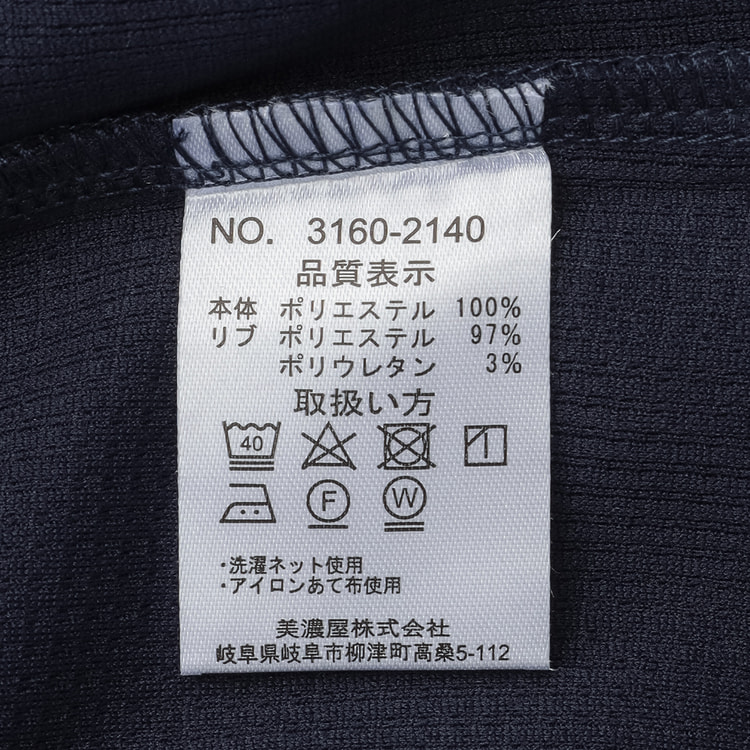 NO. 3160-2140
品質表示
本体 ポリエステル 100%
リブ ポリエステル 97%
ポリウレタン 3%
取扱い方
40
F W
・洗濯ネット使用
・アイロンあて布使用
美濃屋株式会社
岐阜県岐阜市柳津町高桑5-112